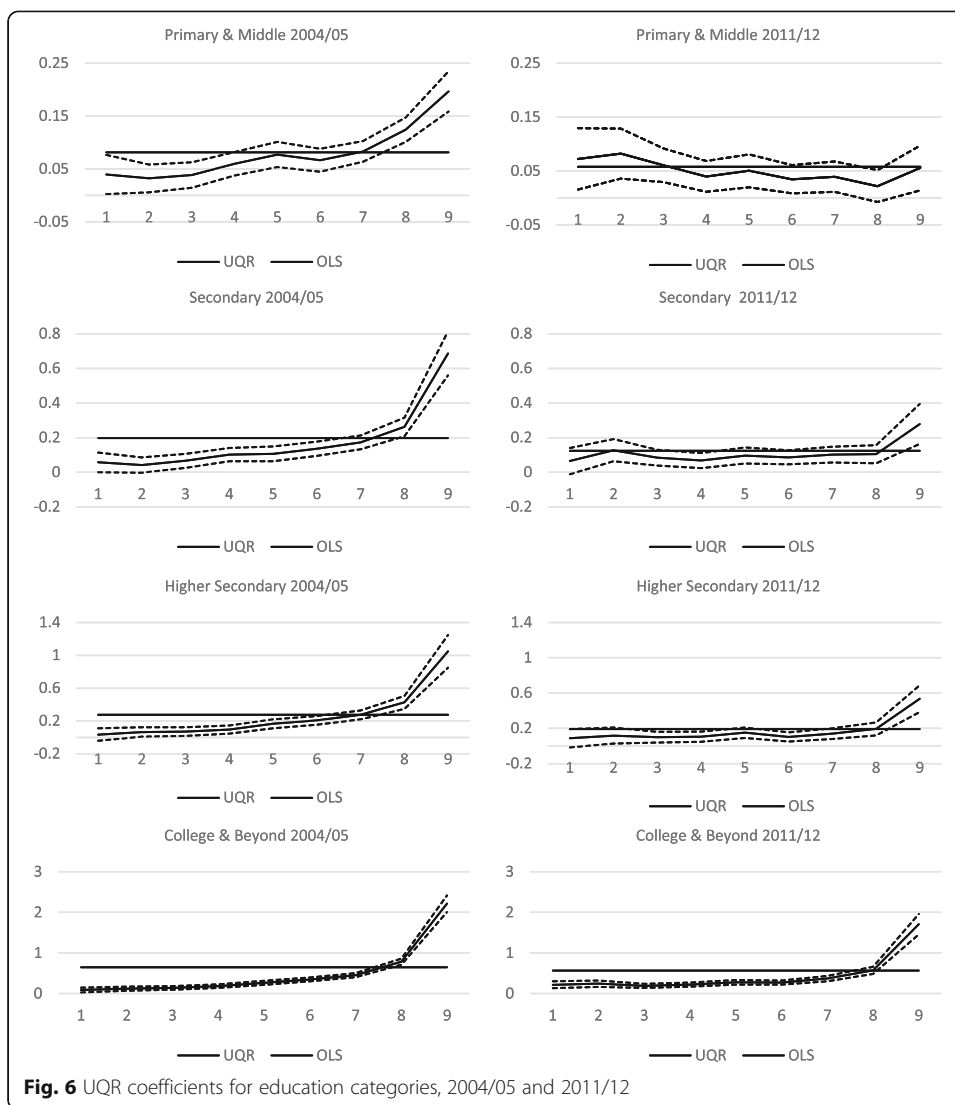 Primary & Middle 2004/05
0.25
0.15
0.05
-0.05
1 2 3 4 5 6 7 8 9
UQR OLS
Primary & Middle 2011/12
0.25
0.15
0.05
-0.05
1 2 3 4 5 6 7 8 9
UQR OLS
Secondary 2004/05
0.8
0.6
0.4
0.2
0
-0.2
1 2 3 4 5 6 7 8 9
UQR OLS
Secondary 2011/12
0.8
0.6
0.4
0.2
0
-0.2
1 2 3 4 5 6 7 8 9
UQR OLS
Higher Secondary 2004/05
1.4
1
0.6
0.2
-0.2
1 2 3 4 5 6 7 8 9
UQR OLS
Higher Secondary 2011/12
1.4
1
0.6
0.2
-0.2
1 2 3 4 5 6 7 8 9
UQR OLS
College & Beyond 2004/05
3
2
1
0
1 2 3 4 5 6 7 8 9
UQR OLS
College & Beyond 2011/12
3
2
1
0
1 2 3 4 5 6 7 8 9
UQR OLS
Fig. 6 UQR coefficients for education categories, 2004/05 and 2011/12